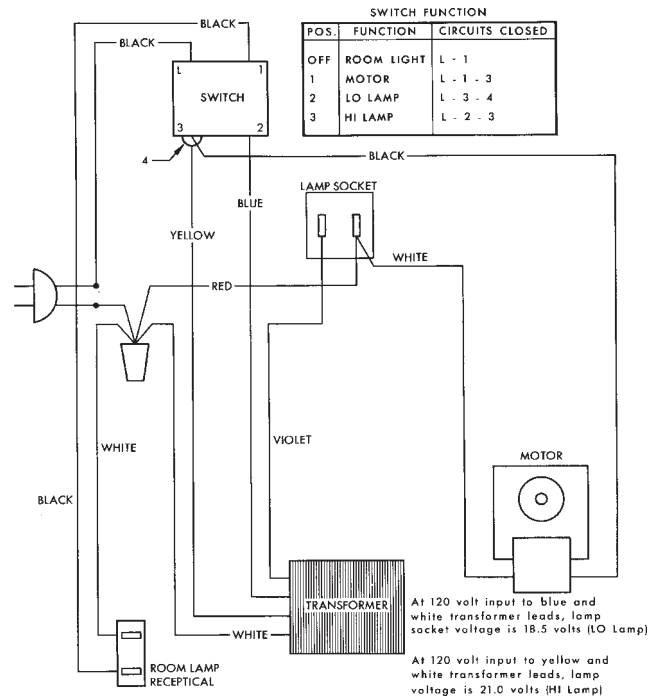 SWITCH FUNCTION
POS. FUNCTION CIRCUITS CLOSED
OFF ROOM LIGHT L - 1
1 MOTOR L - 1 - 3
2 LO LAMP L - 3 - 4
3 HI LAMP L - 2 - 3
BLACK
BLACK
L 1
SWITCH
3 2
4
BLACK
LAMP SOCKET
BLUE
YELLOW
WHITE
RED
VIOLET
WHITE
MOTOR
BLACK
TRANSFORMER
WHITE
ROOM LAMP
RECEPTICAL
At 120 volt input to blue and
white transformer leads, lamp
socket voltage is 18.5 volts (LO Lamp)
At 120 volt input to yellow and
white transformer leads, lamp
voltage is 21.0 volts (HI Lamp)